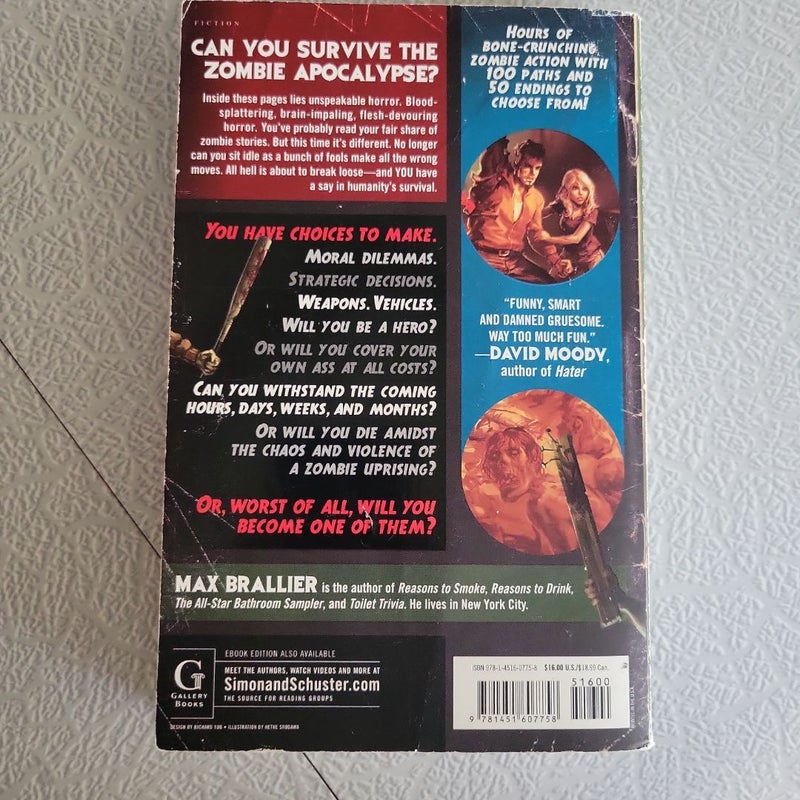 FICTION
CAN YOU SURVIVE THE
ZOMBIE APOCALYPSE?
Inside these pages lies unspeakable horror. Blood-
splattering, brain-impaling, flesh-devouring
horror. You've probably read your fair share of
zombie stories. But this time it's different. No longer
can you sit idle as a bunch of fools make all the wrong
moves. All hell is about to break loose—and YOU have
a say in humanity's survival.
YOU HAVE CHOICES TO MAKE.
MORAL DILEMMAS.
STRATEGIC DECISIONS.
WEAPONS. VEHICLES.
WILL YOU BE A HERO?
OR WILL YOU COVER YOUR
OWN ASS AT ALL COSTS?
CAN YOU WITHSTAND THE COMING
HOURS, DAYS, WEEKS, AND MONTHS?
OR WILL YOU DIE AMIDST
THE CHAOS AND VIOLENCE OF
A ZOMBIE UPRISING?
OR, WORST OF ALL, WILL YOU
BECOME ONE OF THEM?
HOURS OF
BONE-CRUNCHING
ZOMBIE ACTION WITH
100 PATHS AND
50 ENDINGS TO
CHOOSE FROM!
"FUNNY, SMART
AND DAMNED GRUESOME.
WAY TOO MUCH FUN."
—DAVID MOODY,
author of Hater
MAX BRALLIER is the author of Reasons to Smoke, Reasons to Drink,
The All-Star Bathroom Sampler, and Toilet Trivia. He lives in New York City.
G
GALLERY
BOOKS
EBOOK EDITION ALSO AVAILABLE
MEET THE AUTHORS, WATCH VIDEOS AND MORE AT
SimonandSchuster.com
THE SOURCE FOR READING GROUPS
DESIGN BY RICHARD YOO • ILLUSTRATION BY
ISBN 978-1-4516-0775-8 $16.00 U.S./$18.99 Can.
51600
9 781451 607758
PRINTED IN THE U.S.A.